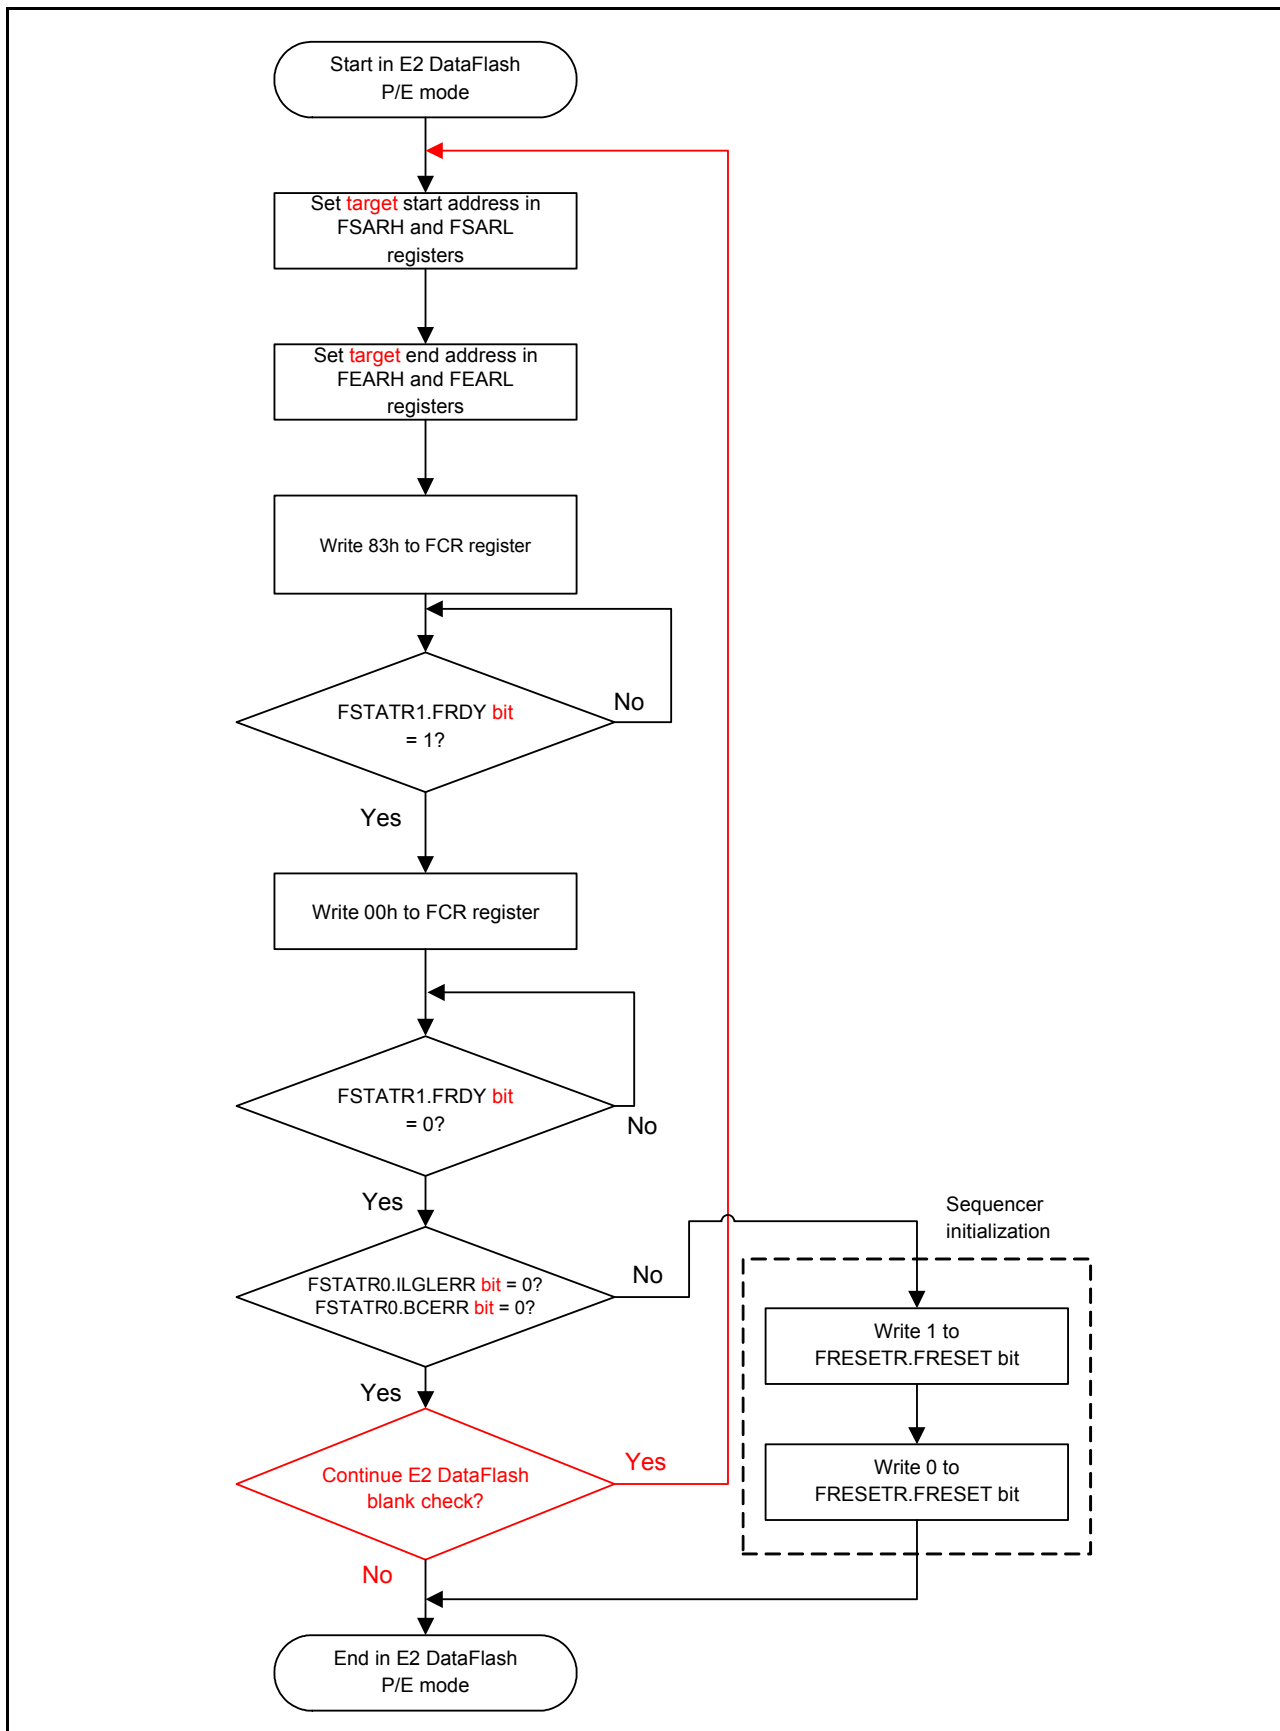 Start in E2 DataFlash
P/E mode
Set target start address in
FSARH and FSARL
registers
Set target end address in
FEARH and FEARL
registers
Write 83h to FCR register
FSTATR1.FRDY bit
= 1?
No
Yes
Write 00h to FCR register
FSTATR1.FRDY bit
= 0?
No
Yes
FSTATR0.ILGLERR bit = 0?
FSTATR0.BCERR bit = 0?
No
Yes
Sequencer
initialization
Write 1 to
FRESETR.FRESET bit
Write 0 to
FRESETR.FRESET bit
Continue E2 DataFlash
blank check?
Yes
No
End in E2 DataFlash
P/E mode